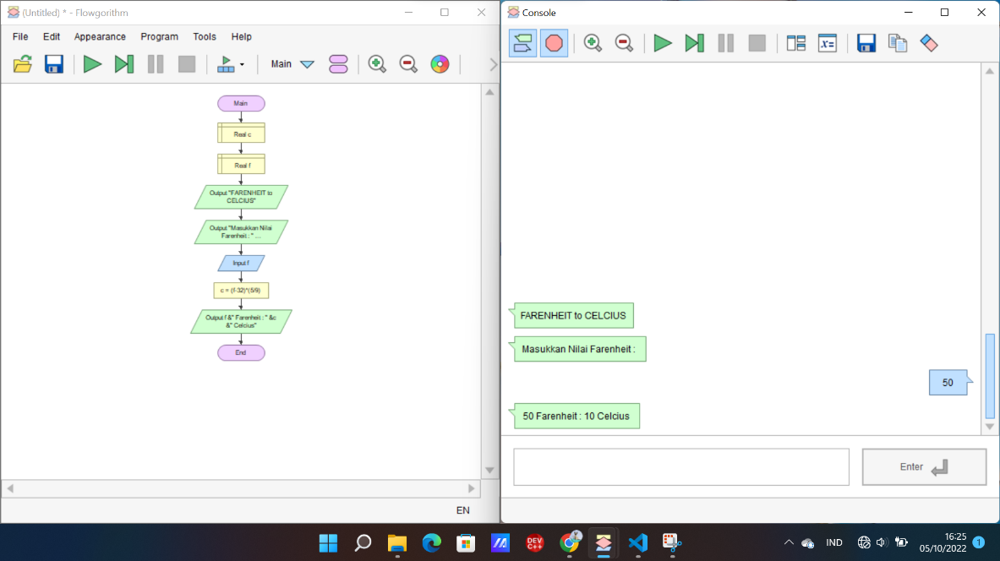 (Untitled) * - Flowgorithm
File Edit Appearance Program Tools Help
Main
Main
Real c
Real f
Output "FARENHEIT to
CELCIUS"
Output "Masukkan Nilai
Farenheit : " ...
Input f
c = (f-32)*(5/9)
Output f &" Farenheit : " &c
&" Celcius"
End
EN
Console
x=
FARENHEIT to CELCIUS
Masukkan Nilai Farenheit :
50
50 Farenheit : 10 Celcius
Enter
DEV
C++
IND
16:25
05/10/2022
1